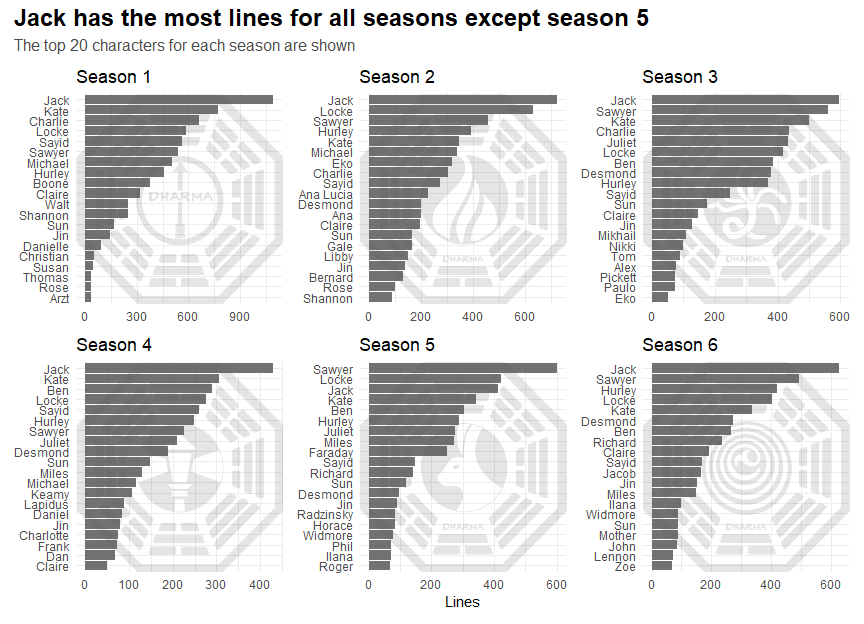 Jack has the most lines for all seasons except season 5
The top 20 characters for each season are shown
Season 1
Jack
Kate
Charlie
Locke
Sayid
Sawyer
Michael
Hurley
Boone
Claire
Walt
Shannon
Sun
Jin
Danielle
Christian
Susan
Thomas
Rose
Arzt
DHARMA
0 300 600 900
Season 2
Jack
Locke
Sawyer
Hurley
Kate
Michael
Eko
Charlie
Sayid
Ana Lucia
Desmond
Ana
Claire
Sun
Gale
Libby
Jin
Bernard
Rose
Shannon
DHARMA
0 200 400 600
Season 3
Jack
Sawyer
Kate
Charlie
Juliet
Locke
Ben
Desmond
Hurley
Sayid
Sun
Claire
Jin
Mikhail
Nikki
Tom
Alex
Pickett
Paulo
Eko
DHARMA
0 200 400 600
Season 4
Jack
Kate
Ben
Locke
Sayid
Hurley
Sawyer
Juliet
Desmond
Sun
Miles
Michael
Keamy
Lapidus
Daniel
Jin
Charlotte
Frank
Dan
Claire
DHARMA
0 100 200 300 400
Season 5
Sawyer
Locke
Jack
Kate
Ben
Hurley
Juliet
Miles
Faraday
Sayid
Richard
Sun
Desmond
Jin
Radzinsky
Horace
Widmore
Phil
Ilana
Roger
DHARMA
0 200 400 600
Season 6
Jack
Sawyer
Hurley
Locke
Kate
Desmond
Ben
Richard
Claire
Sayid
Jacob
Jin
Miles
Ilana
Widmore
Sun
Mother
John
Lennon
Zoe
DHARMA
0 200 400 600
Lines